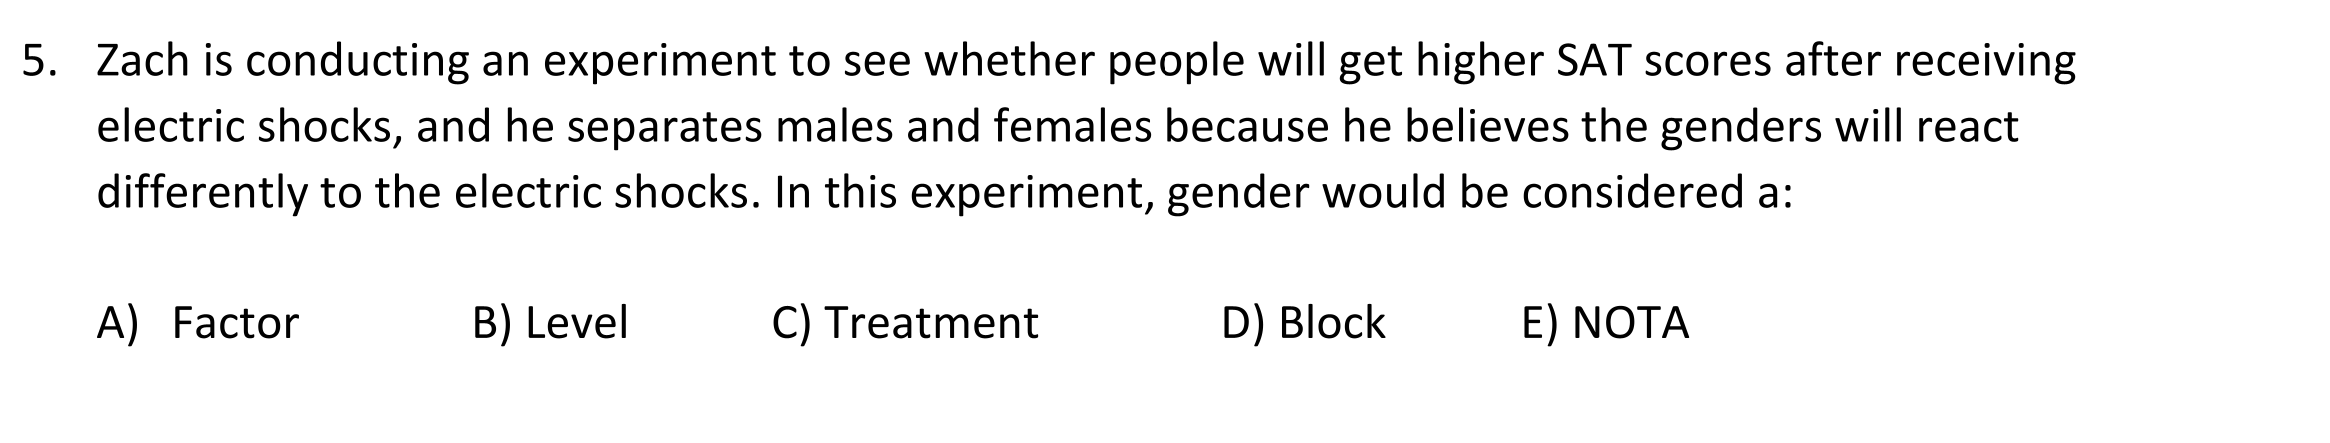 5. Zach is conducting an experiment to see whether people will get higher SAT scores after receiving
electric shocks, and he separates males and females because he believes the genders will react
differently to the electric shocks. In this experiment, gender would be considered a:
A) Factor B) Level C) Treatment D) Block E) NOTA